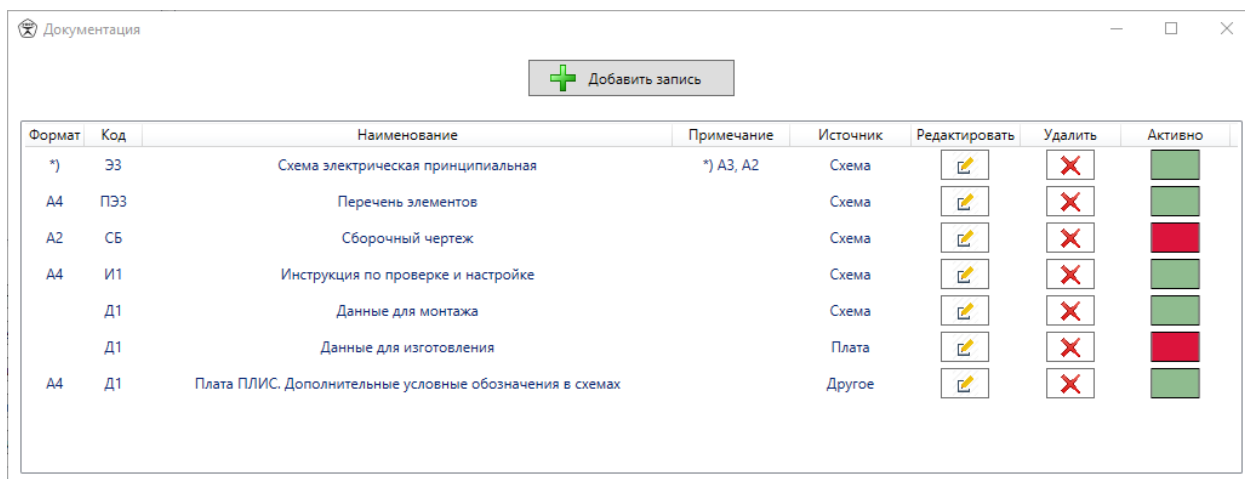 Документация
Добавить запись
Формат Код Наименование Примечание Источник Редактировать Удалить Активно
*) Э3 Схема электрическая принципиальная *) А3, А2 Схема
А4 ПЭ3 Перечень элементов Схема
А2 СБ Сборочный чертеж Схема
А4 И1 Инструкция по проверке и настройке Схема
Д1 Данные для монтажа Схема
Д1 Данные для изготовления Плата
А4 Д1 Плата ПЛИС. Дополнительные условные обозначения в схемах Другое